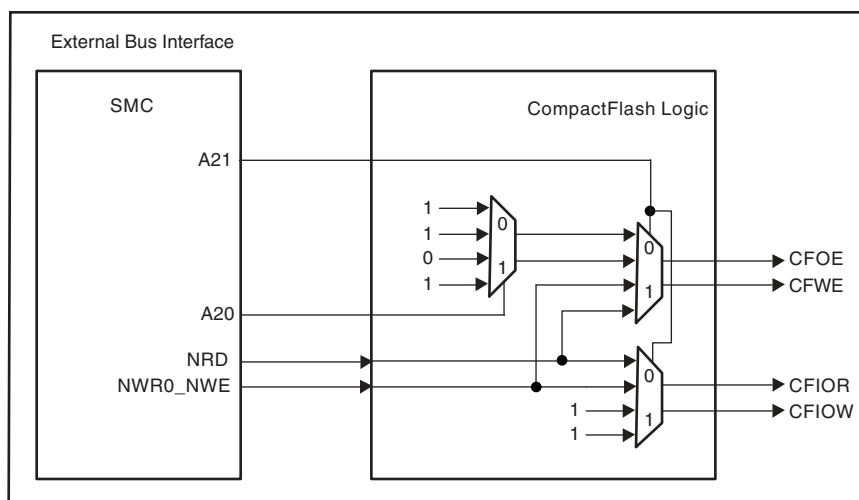 External Bus Interface
SMC
CompactFlash Logic
A21
1
0
1
0
1
1
A20
0
1
CFOE
CFWE
NRD
NWR0_NWE
0
1
1
1
CFIOR
CFIOW